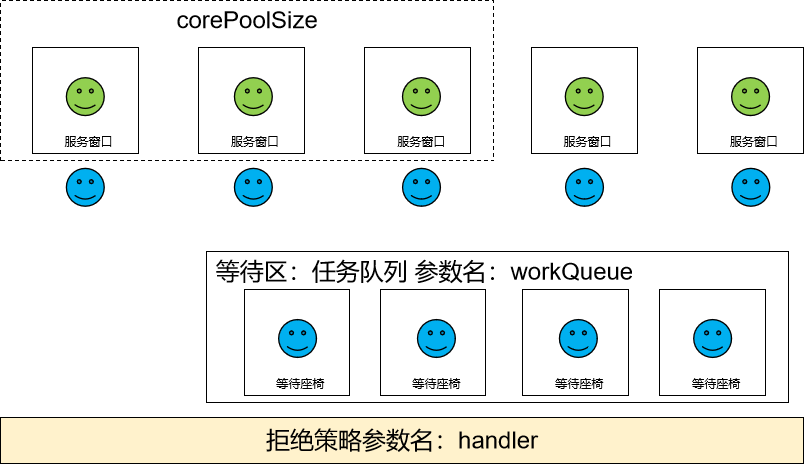 corePoolSize
服务窗口
服务窗口
服务窗口
服务窗口
服务窗口
等待区：任务队列 参数名：workQueue
等待座椅
等待座椅
等待座椅
等待座椅
拒绝策略参数名：handler